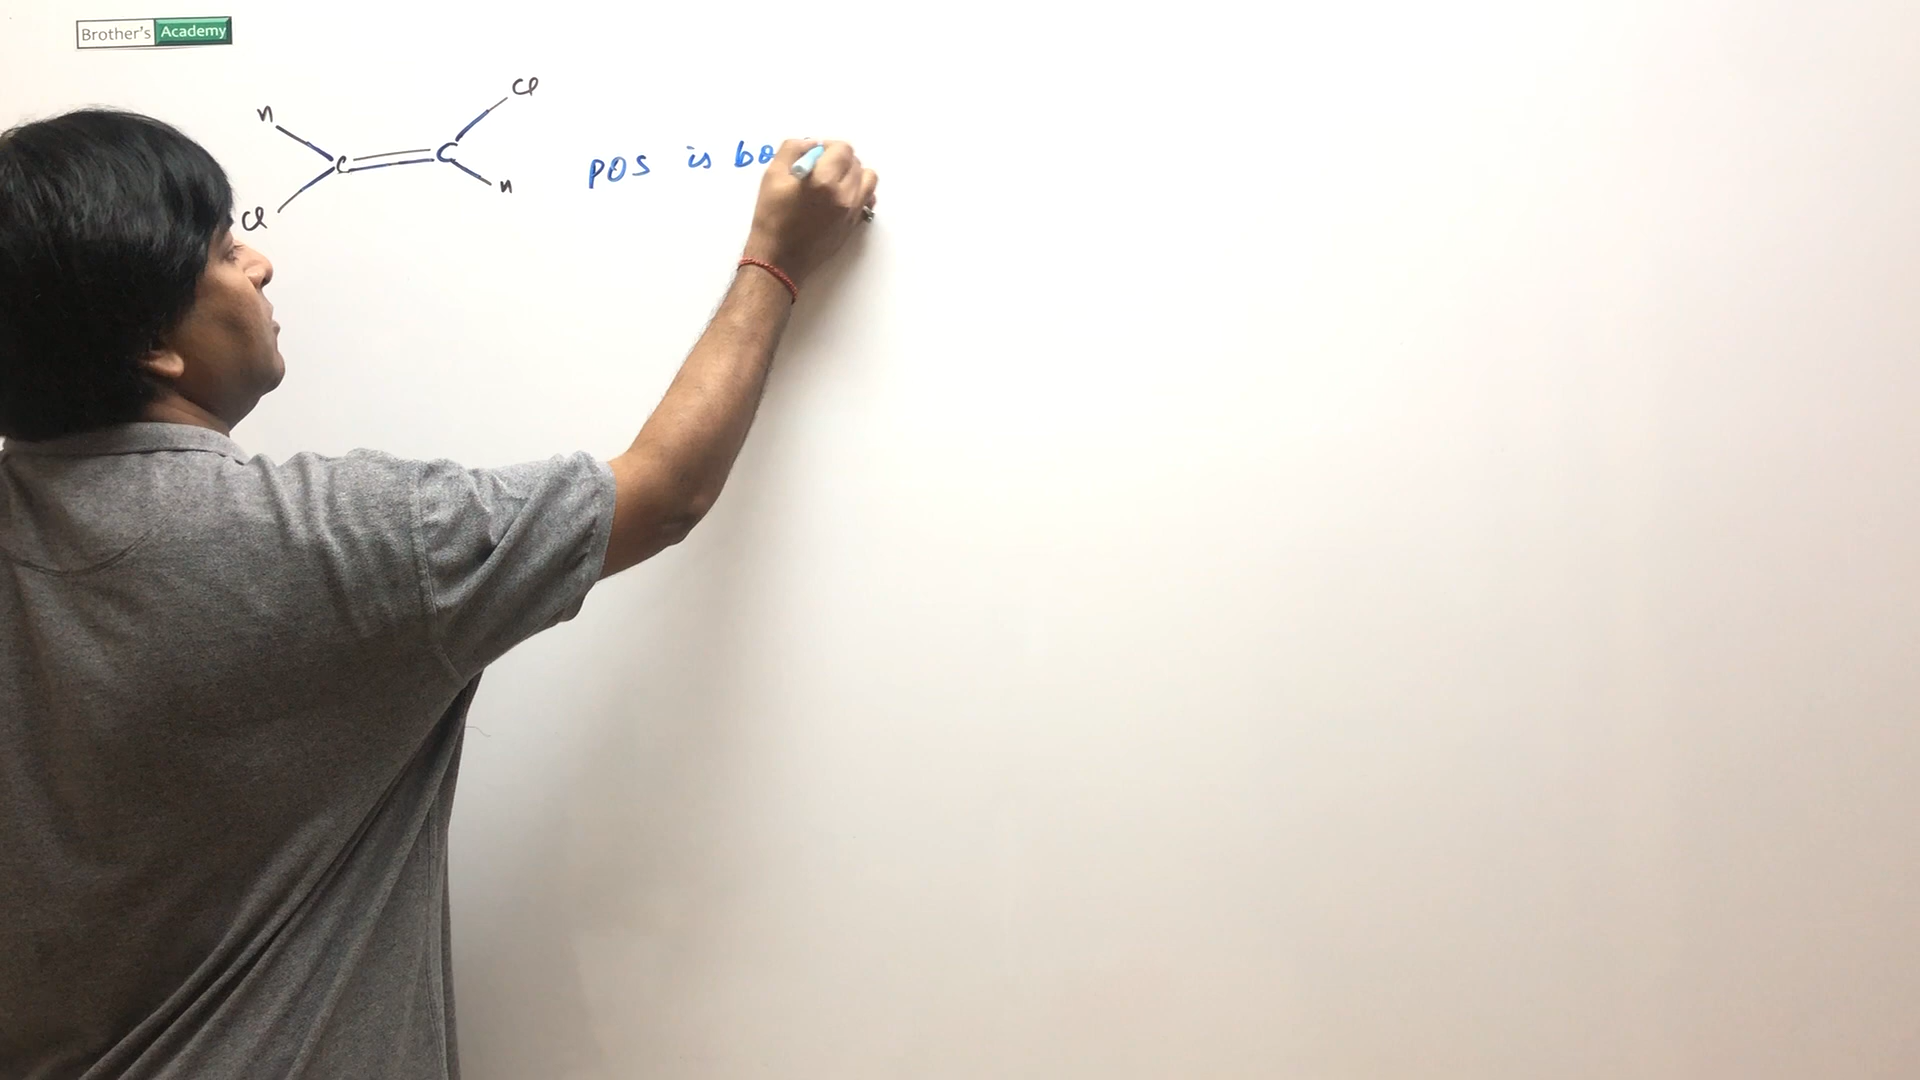 Brother's Academy
H Cl
C = C
Cl H
POS is